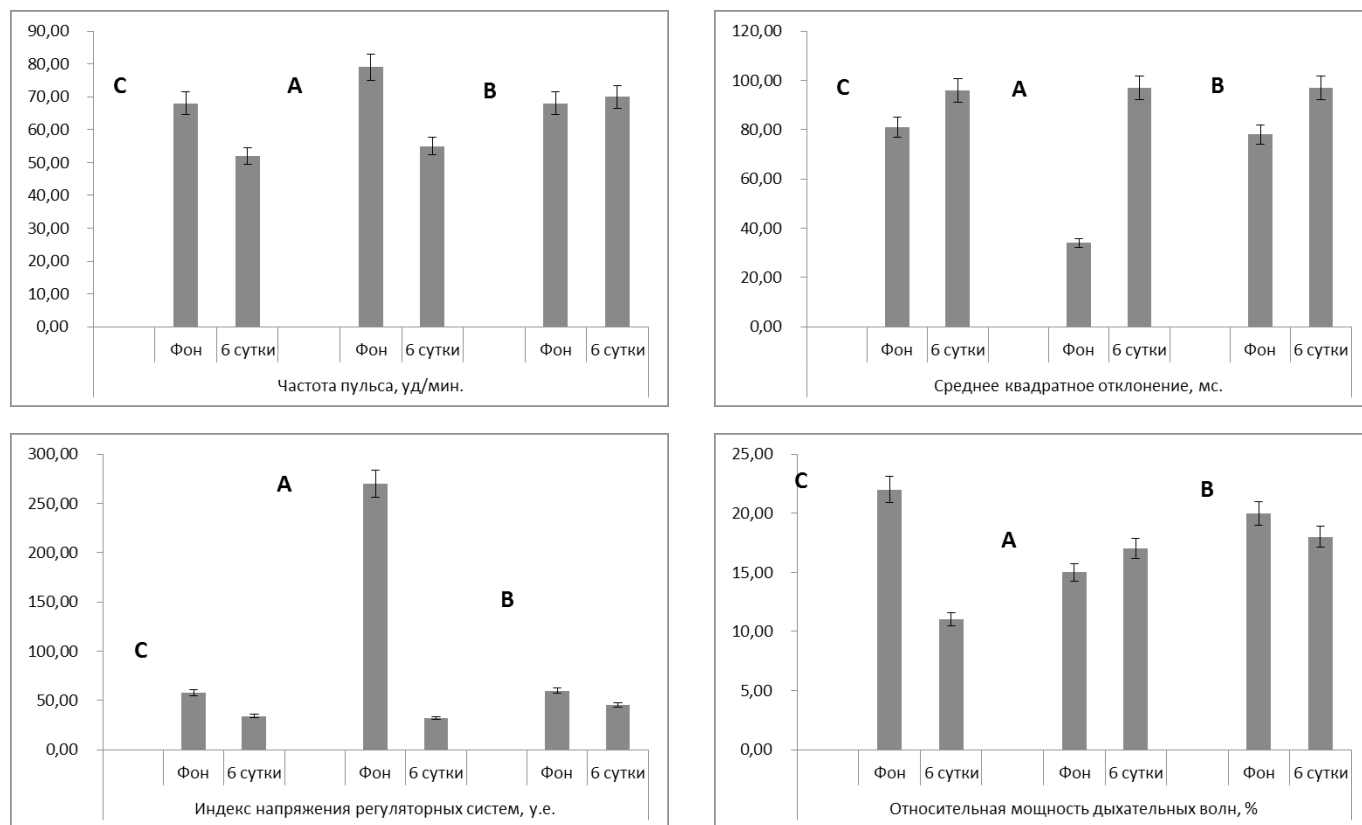 90,00
80,00
70,00
60,00
50,00
40,00
30,00
20,00
10,00
0,00
C
A
B
Фон
6 сутки
Фон
6 сутки
Фон
6 сутки
Частота пульса, уд/мин.
120,00
100,00
80,00
60,00
40,00
20,00
0,00
C
A
B
Фон
6 сутки
Фон
6 сутки
Фон
6 сутки
Среднее квадратное отклонение, мс.
300,00
250,00
200,00
150,00
100,00
50,00
0,00
C
A
B
Фон
6 сутки
Фон
6 сутки
Фон
6 сутки
Индекс напряжения регуляторных систем, у.е.
25,00
20,00
15,00
10,00
5,00
0,00
C
A
B
Фон
6 сутки
Фон
6 сутки
Фон
6 сутки
Относительная мощность дыхательных волн, %